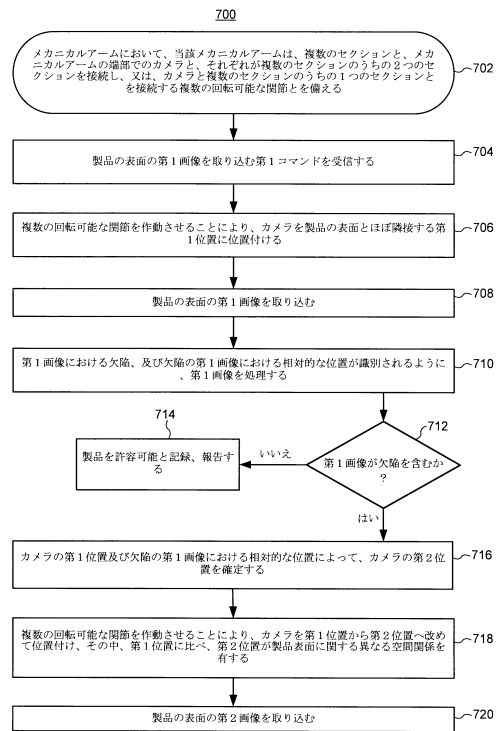 700
メカニカルアームにおいて、当該メカニカルアームは、複数のセクションと、メカ
ニカルアームの端部でのカメラと、それぞれが複数のセクションのうちの2つのセ
クションを接続し、又は、カメラと複数のセクションのうちの1つのセクションと
を接続する複数の回転可能な関節とを備える
702
製品の表面の第1画像を取り込む第1コマンドを受信する
704
複数の回転可能な関節を作動させることにより、カメラを製品の表面とほぼ隣接する第
1位置に位置付ける
706
製品の表面の第1画像を取り込む
708
第1画像における欠陥、及び欠陥の第1画像における相対的な位置が識別されるように
、第1画像を処理する
710
712
第1画像が欠陥を含むか
?
いいえ
714
製品を許容可能と記録、報告す
る
はい
カメラの第1位置及び欠陥の第1画像における相対的な位置によって、カメラの第2位
置を確定する
716
複数の回転可能な関節を作動させることにより、カメラを第1位置から第2位置へ改め
て位置付け、その中、第1位置に比べ、第2位置が製品表面に関する異なる空間関係を
有する
718
製品の表面の第2画像を取り込む
720